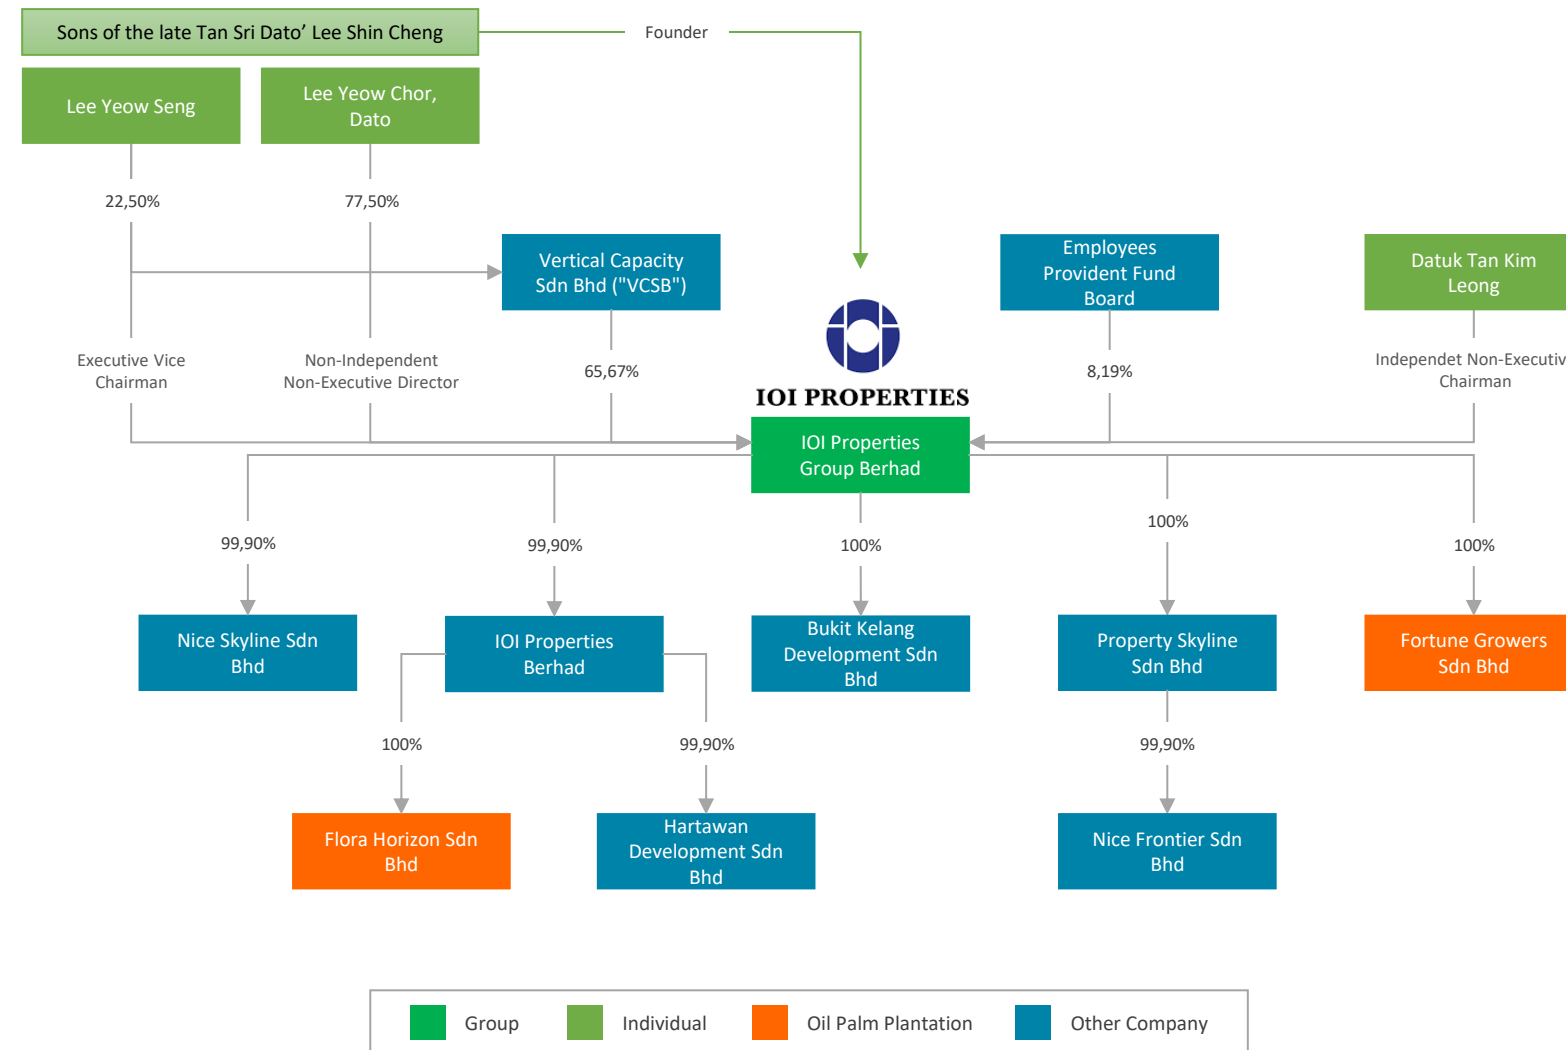 Sons of the late Tan Sri Dato’ Lee Shin Cheng
Founder
Lee Yeow Seng
Lee Yeow Chor,
Dato
22,50%
77,50%
Vertical Capacity
Sdn Bhd ("VCSB")
Employees
Provident Fund
Board
Datuk Tan Kim
Leong
Executive Vice
Chairman
Non-Independent
Non-Executive Director
65,67%
8,19%
Independet Non-Executiv
Chairman
IOI PROPERTIES
IOI Properties
Group Berhad
99,90%
99,90%
100%
100%
100%
Nice Skyline Sdn
Bhd
IOI Properties
Berhad
Bukit Kelang
Development Sdn
Bhd
Property Skyline
Sdn Bhd
Fortune Growers
Sdn Bhd
100%
99,90%
99,90%
Flora Horizon Sdn
Bhd
Hartawan
Development Sdn
Bhd
Nice Frontier Sdn
Bhd
Group
Individual
Oil Palm Plantation
Other Company